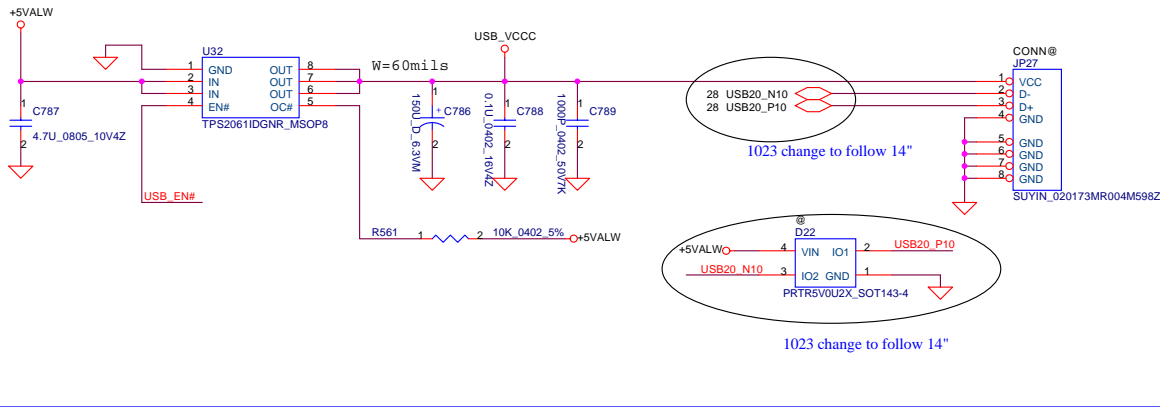 +5VALW
USB_VCCC
W=60mils
U32
1 GND OUT 8
2 IN OUT 7
3 IN OUT 6
4 EN# OC# 5
TPS2061IDGNR_MSOP8
1
C787
2
4.7U_0805_10V4Z
USB_EN#
1
+ C786
2
150U_D_6.3VM
1
C788
2
0.1U_0402_16V4Z
1
C789
2
1000P_0402_50V7K
R561 1 2 10K_0402_5% +5VALW
28 USB20_N10
28 USB20_P10
1023 change to follow 14"
CONN@
JP27
1 VCC
2 D-
3 D+
4 GND
5 GND
6 GND
7 GND
8 GND
SUYIN_020173MR004M598Z
@
D22
+5VALW 4 VIN IO1 2 USB20_P10
USB20_N10 3 IO2 GND 1
PRTR5V0U2X_SOT143-4
1023 change to follow 14"